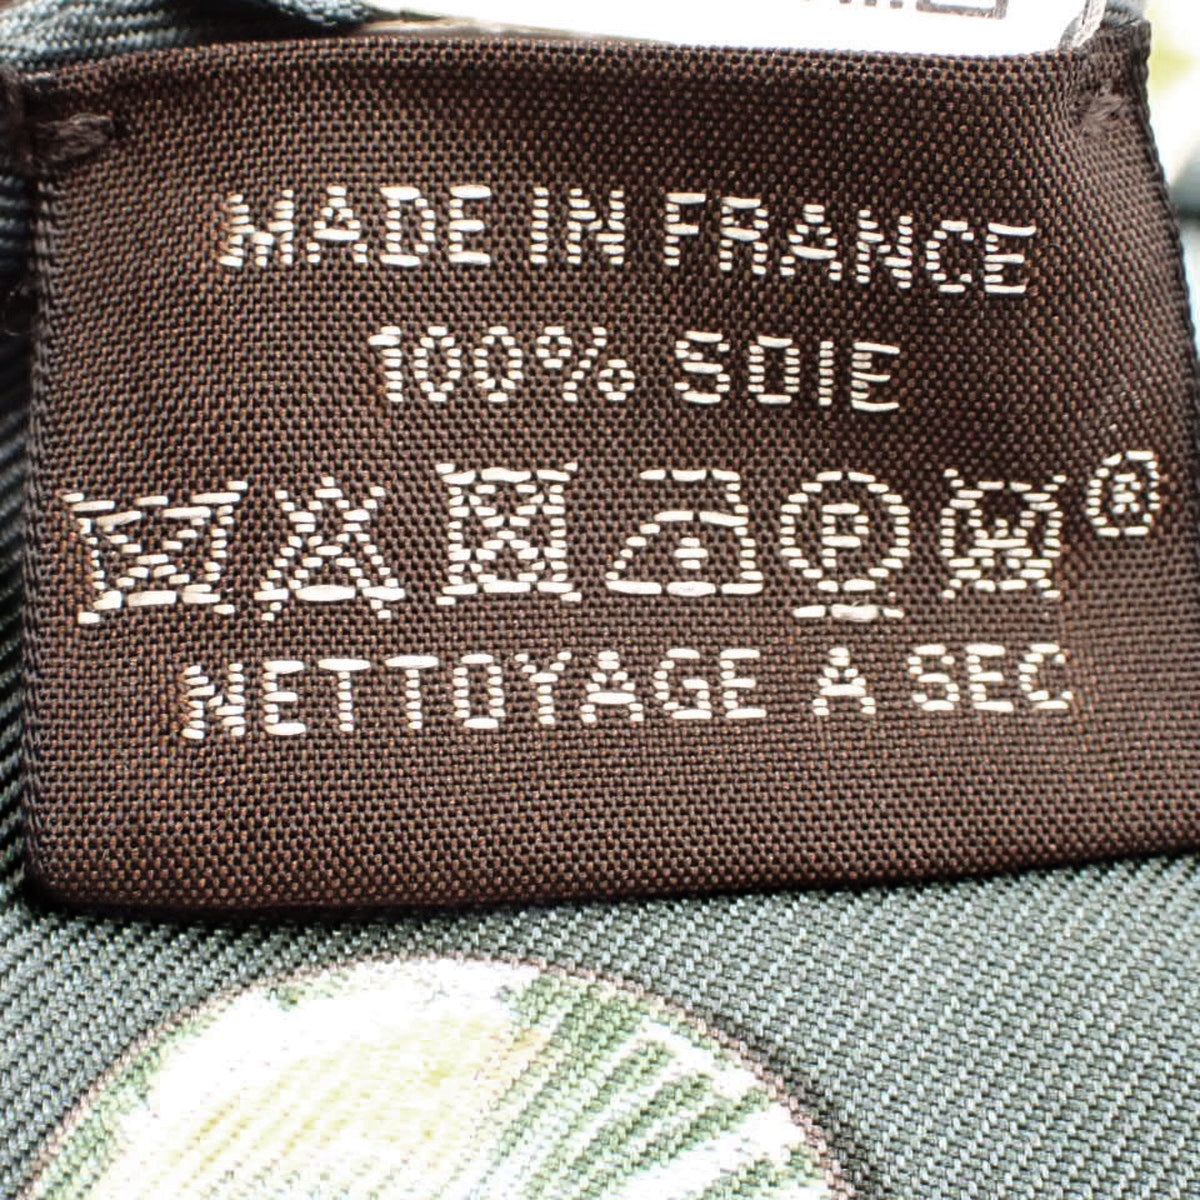 MADE IN FRANCE
100% SOIE
P W ®
NETTOYAGE A SEC